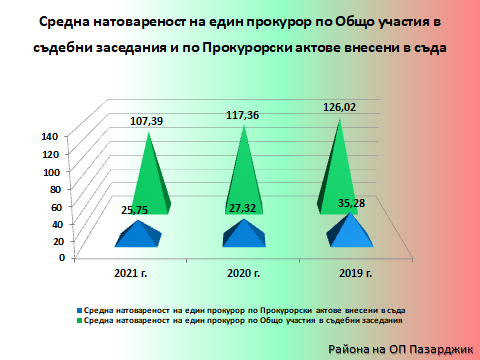 Средна натовареност на един прокурор по Общо участия в
съдебни заседания и по Прокурорски актове внесени в съда
140
120
100
80
60
40
20
0
107,39
117,36
126,02
25,75
27,32
35,28
2021 г.
2020 г.
2019 г.
Средна натовареност на един прокурор по Прокурорски актове внесени в съда
Средна натовареност на един прокурор по Общо участия в съдебни заседания
Района на ОП Пазарджик